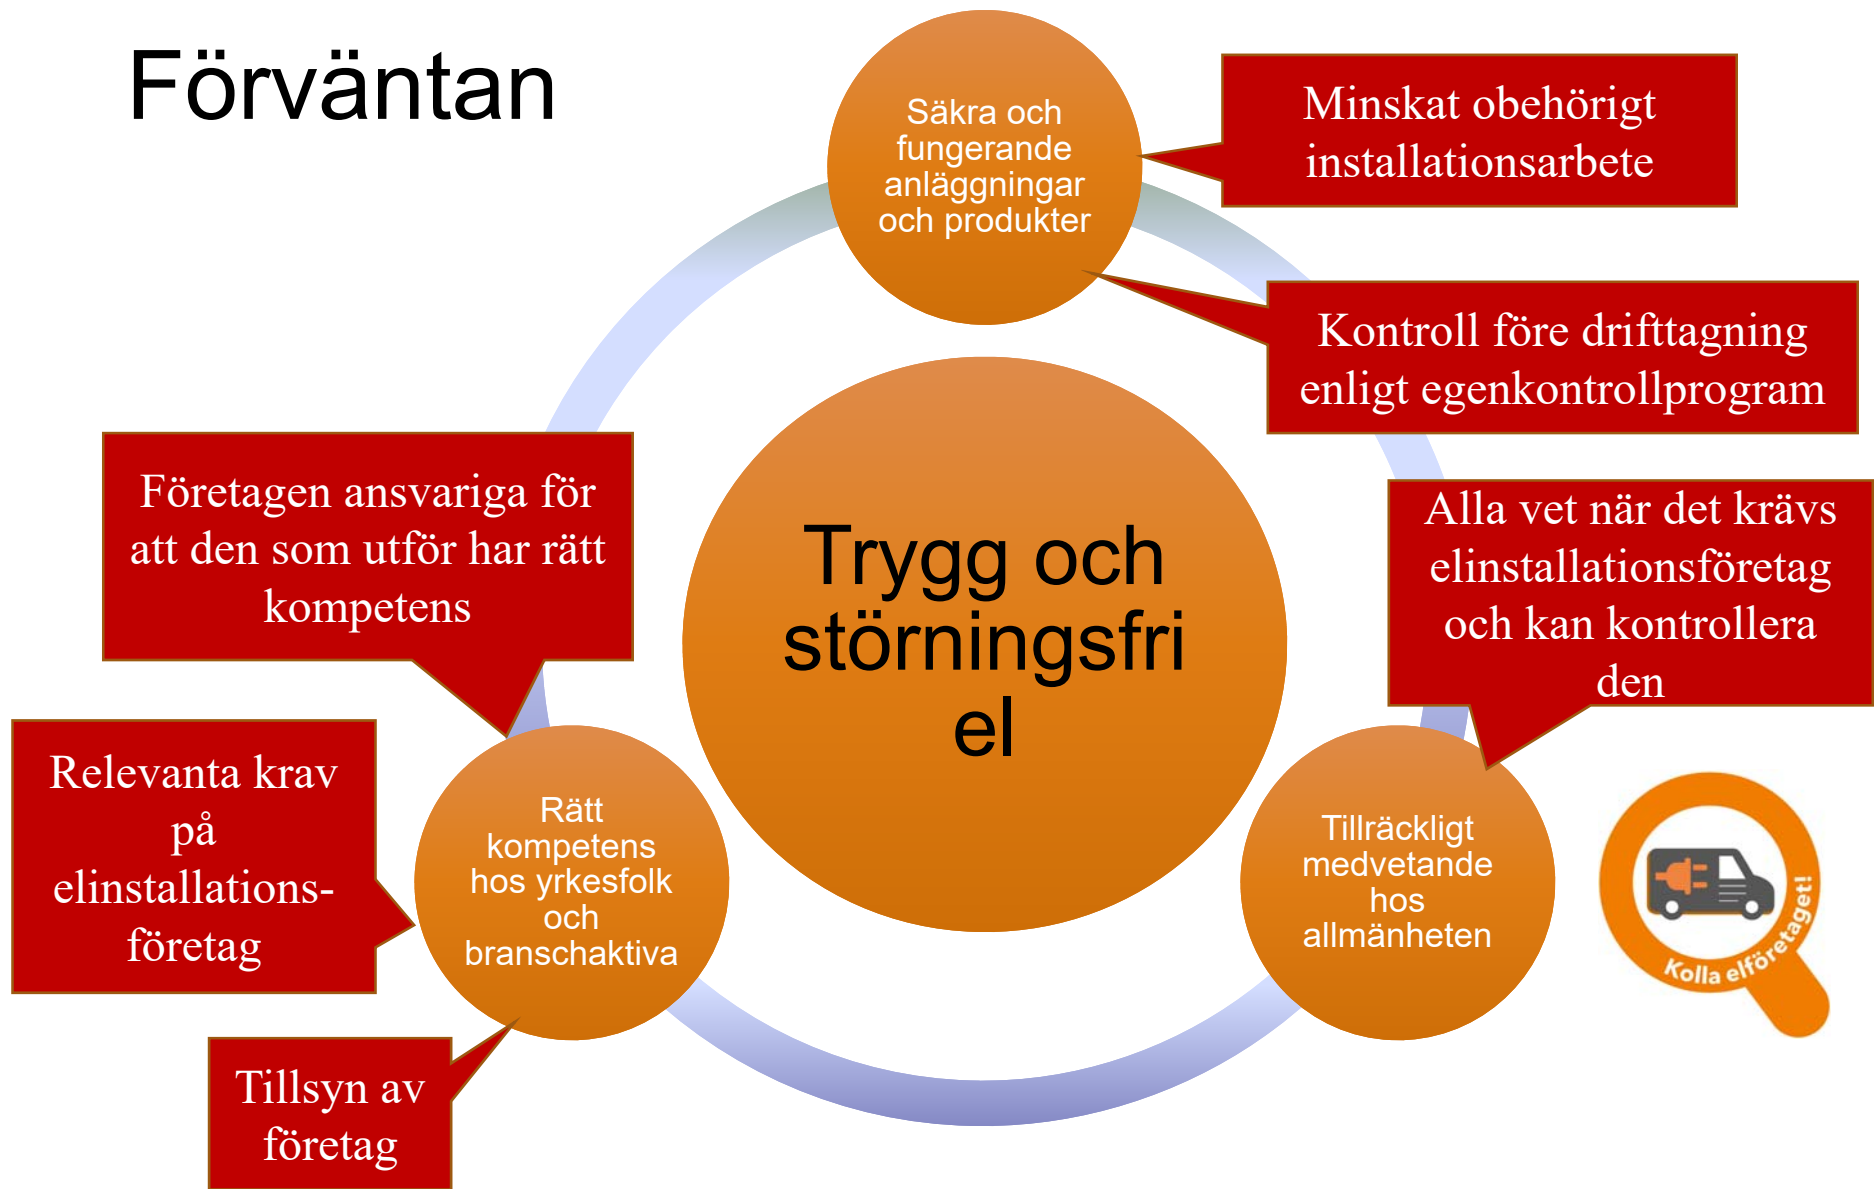 Förväntan
Säkra och
fungerande
anläggningar
och produkter
Minskat obehörigt
installationsarbete
Kontroll före drifttagning
enligt egenkontrollprogram
Företagen ansvariga för
att den som utför har rätt
kompetens
Trygg och
störningsfri
el
Alla vet när det krävs
elinstallationsföretag
och kan kontrollera
den
Relevanta krav
på
elinstallations-
företag
Rätt
kompetens
hos yrkesfolk
och
branschaktiva
Tillräckligt
medvetande
hos
allmänheten
Kolla elföretaget!
Tillsyn av
företag